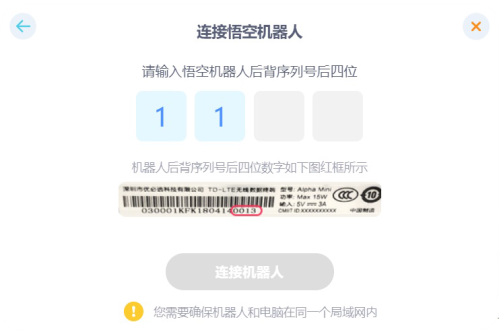 连接悟空机器人
请输入悟空机器人后背序列号后四位
1 1
机器人后背序列号后四位数字如下图红框所示
深圳市优必选科技有限公司 TD-LTE无线数据终端 型号: Alpha Mini
功率: Max 15W
输入: 5V 3A
030001KFK1804140013 CMIIT ID:XXXXXXXXXX 中国制造
CCC 10
连接机器人
您需要确保机器人和电脑在同一个局域网内